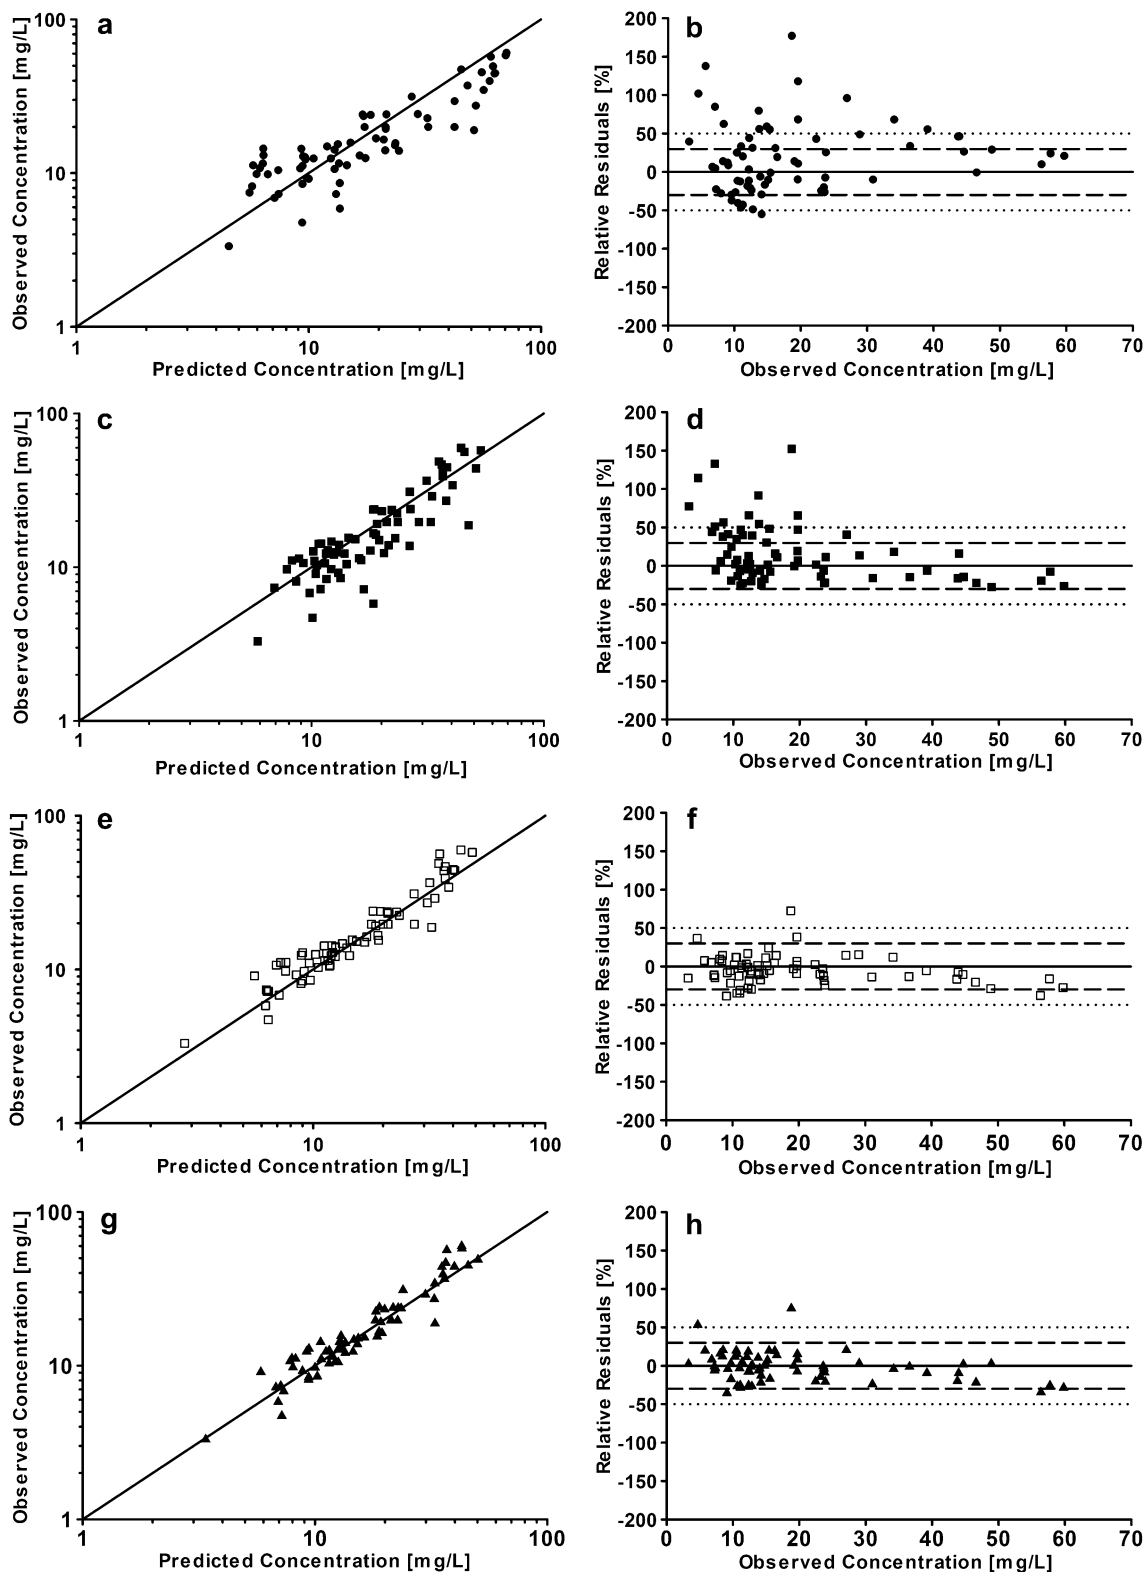 a
Observed Concentration [mg/L]
100
10
1
1 10 100
Predicted Concentration [mg/L]
b
Relative Residuals [%]
200
150
100
50
0
-50
-100
-150
-200
0 10 20 30 40 50 60 70
Observed Concentration [mg/L]
c
Observed Concentration [mg/L]
100
10
1
1 10 100
Predicted Concentration [mg/L]
d
Relative Residuals [%]
200
150
100
50
0
-50
-100
-150
-200
0 10 20 30 40 50 60 70
Observed Concentration [mg/L]
e
Observed Concentration [mg/L]
100
10
1
1 10 100
Predicted Concentration [mg/L]
f
Relative Residuals [%]
200
150
100
50
0
-50
-100
-150
-200
0 10 20 30 40 50 60 70
Observed Concentration [mg/L]
g
Observed Concentration [mg/L]
100
10
1
1 10 100
Predicted Concentration [mg/L]
h
Relative Residuals [%]
200
150
100
50
0
-50
-100
-150
-200
0 10 20 30 40 50 60 70
Observed Concentration [mg/L]